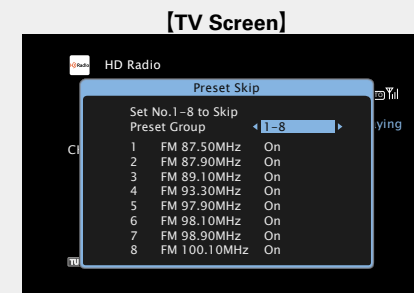 【TV Screen】
HD Radio
Preset Skip
Set No.1-8 to Skip
Preset Group 1-8
1 FM 87.50MHz On
2 FM 87.90MHz On
3 FM 89.10MHz On
4 FM 93.30MHz On
5 FM 97.90MHz On
6 FM 98.10MHz On
7 FM 98.90MHz On
8 FM 100.10MHz On